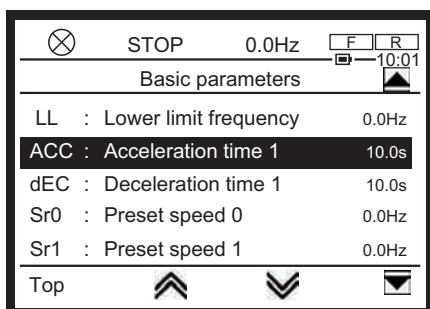 STOP 0.0Hz F R
10:01
Basic parameters
LL : Lower limit frequency 0.0Hz
ACC : Acceleration time 1 10.0s
dEC : Deceleration time 1 10.0s
Sr0 : Preset speed 0 0.0Hz
Sr1 : Preset speed 1 0.0Hz
Top